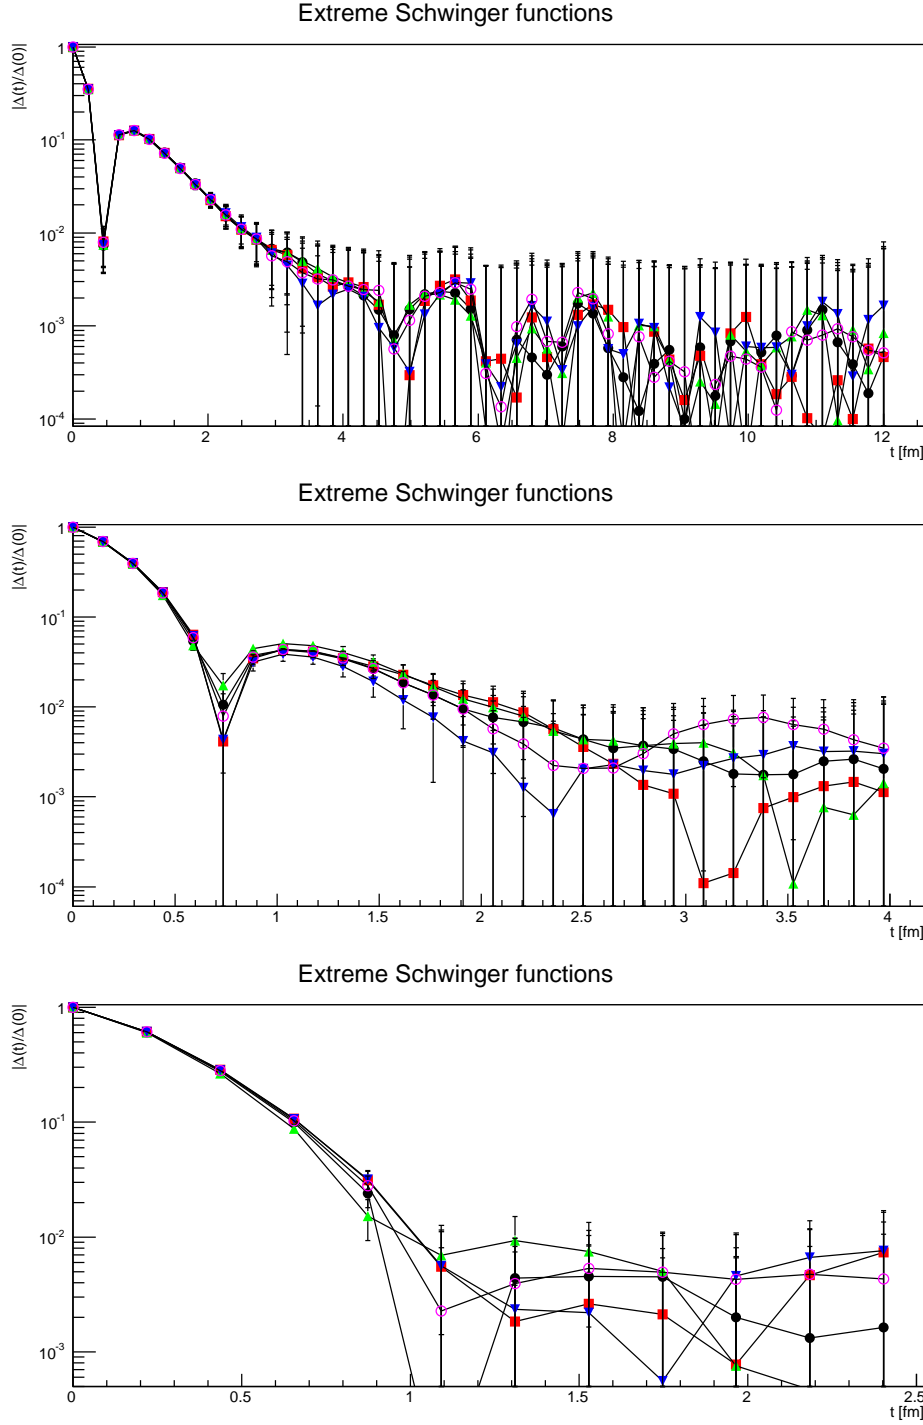 Extreme Schwinger functions
|Δ(t)/Δ(0)|
1
10^-1
10^-2
10^-3
10^-4
0 2 4 6 8 10 12
t [fm]
Extreme Schwinger functions
|Δ(t)/Δ(0)|
1
10^-1
10^-2
10^-3
10^-4
0 0.5 1 1.5 2 2.5 3 3.5 4
t [fm]
Extreme Schwinger functions
|Δ(t)/Δ(0)|
1
10^-1
10^-2
10^-3
0 0.5 1 1.5 2 2.5
t [fm]